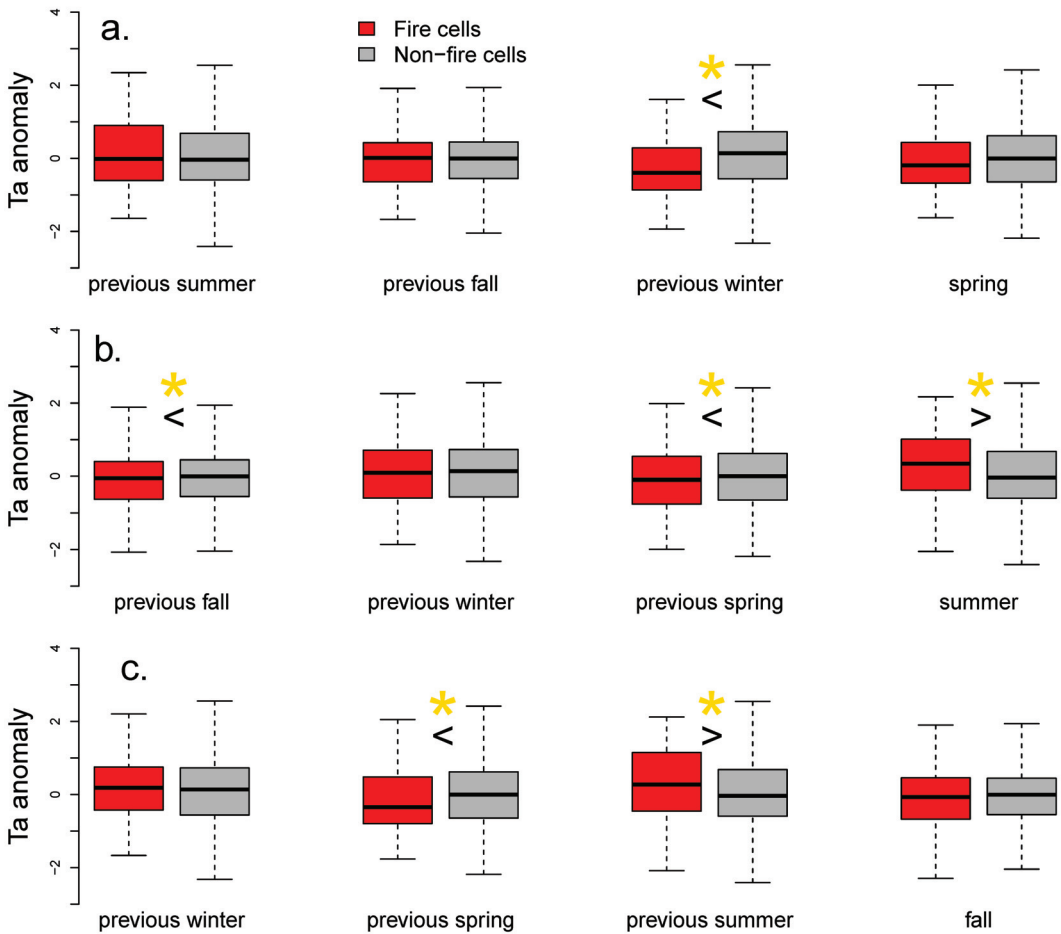 a.
Fire cells
Non−fire cells
Ta anomaly
4
2
0
−2
*
<
previous summer
previous fall
previous winter
spring
b.
Ta anomaly
4
2
0
−2
*
<
*
<
*
>
previous fall
previous winter
previous spring
summer
c.
Ta anomaly
4
2
0
−2
*
<
*
>
previous winter
previous spring
previous summer
fall